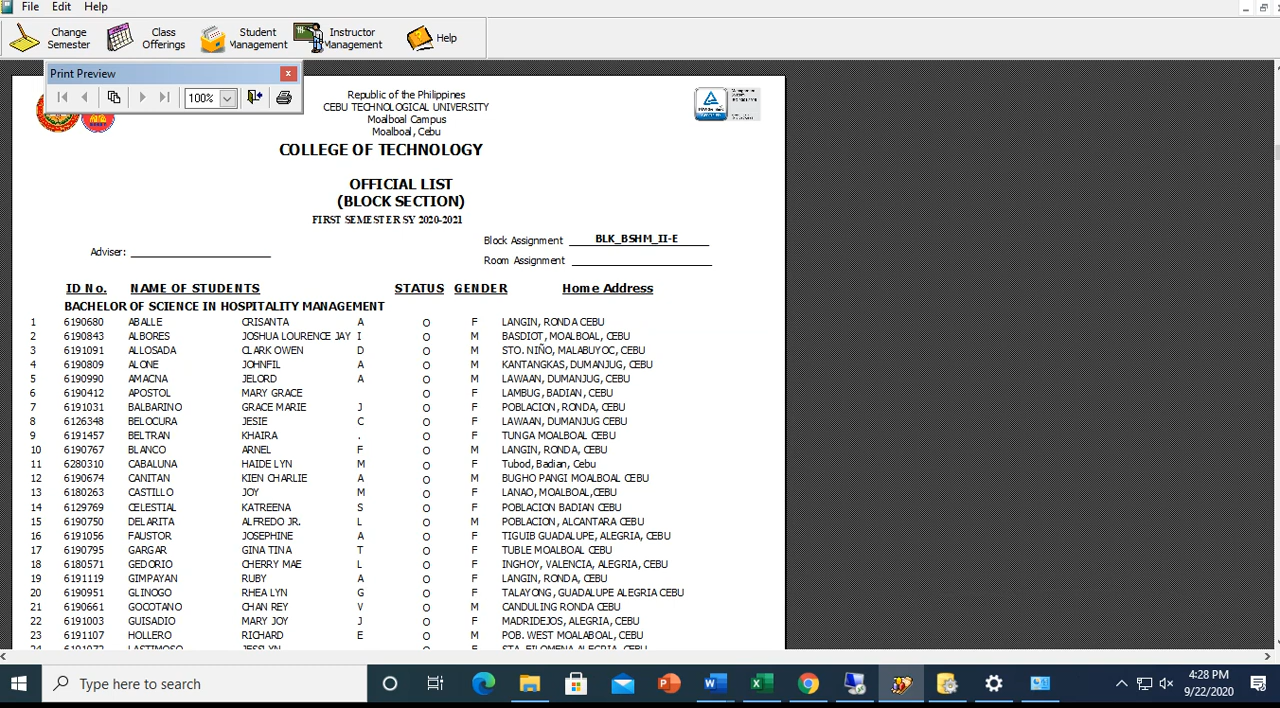 File Edit Help
Change Semester Class Offerings Student Management Instructor Management Help
Print Preview
100%
Republic of the Philippines
CEBU TECHNOLOGICAL UNIVERSITY
Moalboal Campus
Moalboal, Cebu
COLLEGE OF TECHNOLOGY
OFFICIAL LIST
(BLOCK SECTION)
FIRST SEMESTER SY 2020-2021
Block Assignment BLK_BSHM_II-E
Adviser:
Room Assignment
ID No. NAME OF STUDENTS STATUS GENDER Home Address
BACHELOR OF SCIENCE IN HOSPITALITY MANAGEMENT
1 6190680 ABALLE CRISANTA A O F LANGIN, RONDA CEBU
2 6190843 ALBORES JOSHUA LOURENCE JAY I O M BASDIOT, MOALBOAL, CEBU
3 6191091 ALLOSADA CLARK OWEN D O M STO. NIÑO, MALABUYOC, CEBU
4 6190809 ALONE JOHNFIL A O M KANTANGKAS, DUMANJUG, CEBU
5 6190990 AMACNA JELORD A O M LAWAAN, DUMANJUG, CEBU
6 6190412 APOSTOL MARY GRACE O F LAMBUG, BADIAN, CEBU
7 6191031 BALBARINO GRACE MARIE J O F POBLACION, RONDA, CEBU
8 6126348 BELOCURA JESIE C O F LAWAAN, DUMANJUG CEBU
9 6191457 BELTRAN KHAIRA . O F TUNGA MOALBOAL CEBU
10 6190767 BLANCO ARNEL F O M LANGIN, RONDA, CEBU
11 6280310 CABALUNA HAIDE LYN M O F Tubod, Badian, Cebu
12 6190674 CANITAN KIEN CHARLIE A O M BUGHO PANGI MOALBOAL CEBU
13 6180263 CASTILLO JOY M O F LANAO, MOALBOAL,CEBU
14 6129769 CELESTIAL KATREENA S O F POBLACION BADIAN CEBU
15 6190750 DELARITA ALFREDO JR. L O M POBLACION, ALCANTARA CEBU
16 6191056 FAUSTOR JOSEPHINE A O F TIGUIB GUADALUPE, ALEGRIA, CEBU
17 6190795 GARGAR GINA TINA T O F TUBLE MOALBOAL CEBU
18 6180571 GEDORIO CHERRY MAE L O F INGHOY, VALENCIA, ALEGRIA, CEBU
19 6191119 GIMPAYAN RUBY A O F LANGIN, RONDA, CEBU
20 6190951 GLINOGO RHEA LYN G O F TALAYONG, GUADALUPE ALEGRIA CEBU
21 6190661 GOCOTANO CHAN REY V O M CANDULING RONDA CEBU
22 6191003 GUISADIO MARY JOY J O F MADRIDEJOS, ALEGRIA, CEBU
23 6191107 HOLLERO RICHARD E O M POB. WEST MOALABOAL, CEBU
Type here to search
4:28 PM
9/22/2020